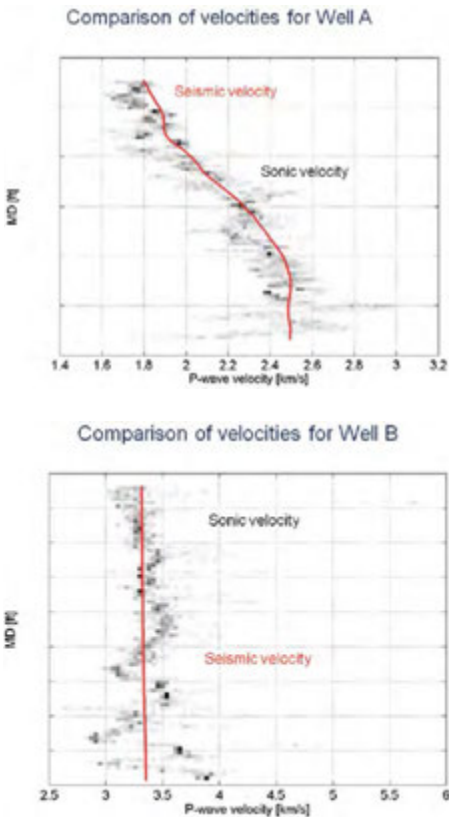 Comparison of velocities for Well A
Seismic velocity
Sonic velocity
MD [ft]
1.4 1.6 1.8 2 2.2 2.4 2.6 2.8 3 3.2
P-wave velocity [km/s]
Comparison of velocities for Well B
Sonic velocity
Seismic velocity
MD [ft]
2.5 3 3.5 4 4.5 5 5.5 6
P-wave velocity [km/s]